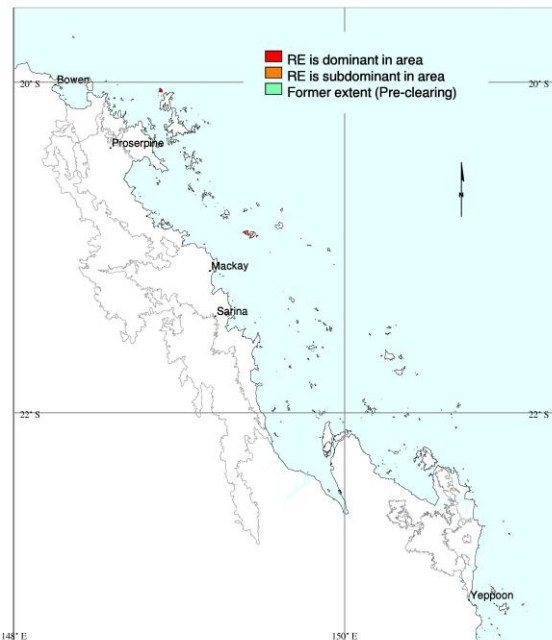 RE is dominant in area
RE is subdominant in area
Former extent (Pre-clearing)
Bowen
20° S
20° S
Proserpine
N
Mackay
Sarina
22° S
22° S
Yeppoon
148° E
150° E